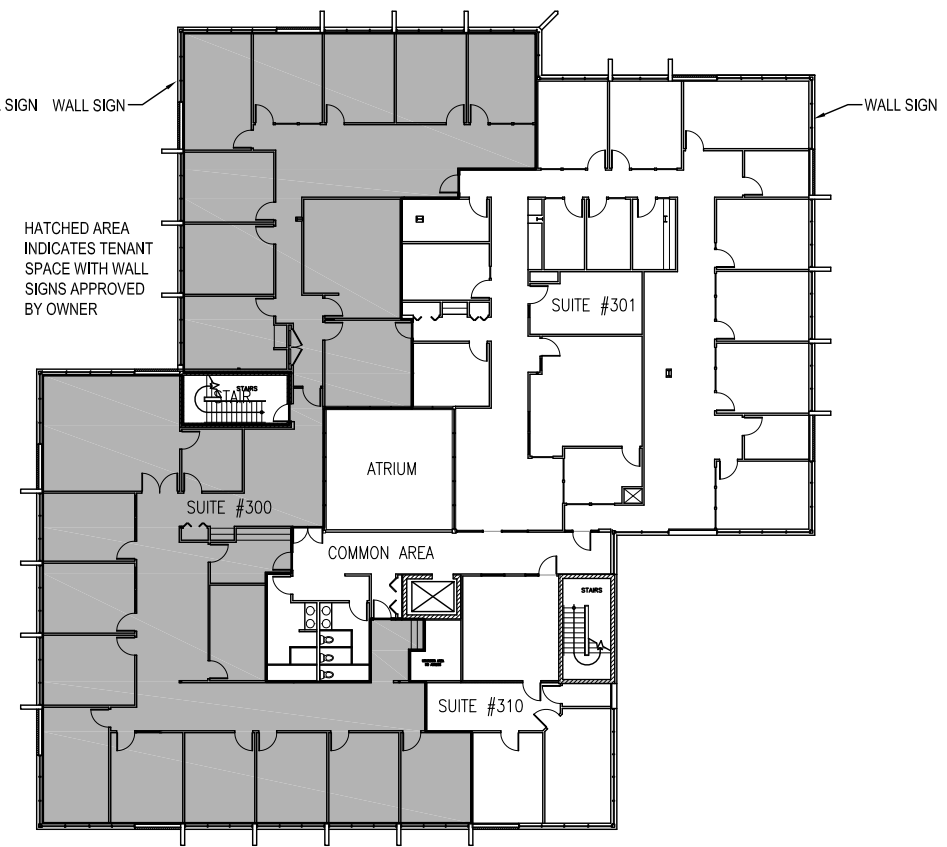 SIGN
WALL SIGN
WALL SIGN
HATCHED AREA
INDICATES TENANT
SPACE WITH WALL
SIGNS APPROVED
BY OWNER
SUITE #301
STAIRS
STAIR
ATRIUM
SUITE #300
COMMON AREA
STAIRS
SUITE #310